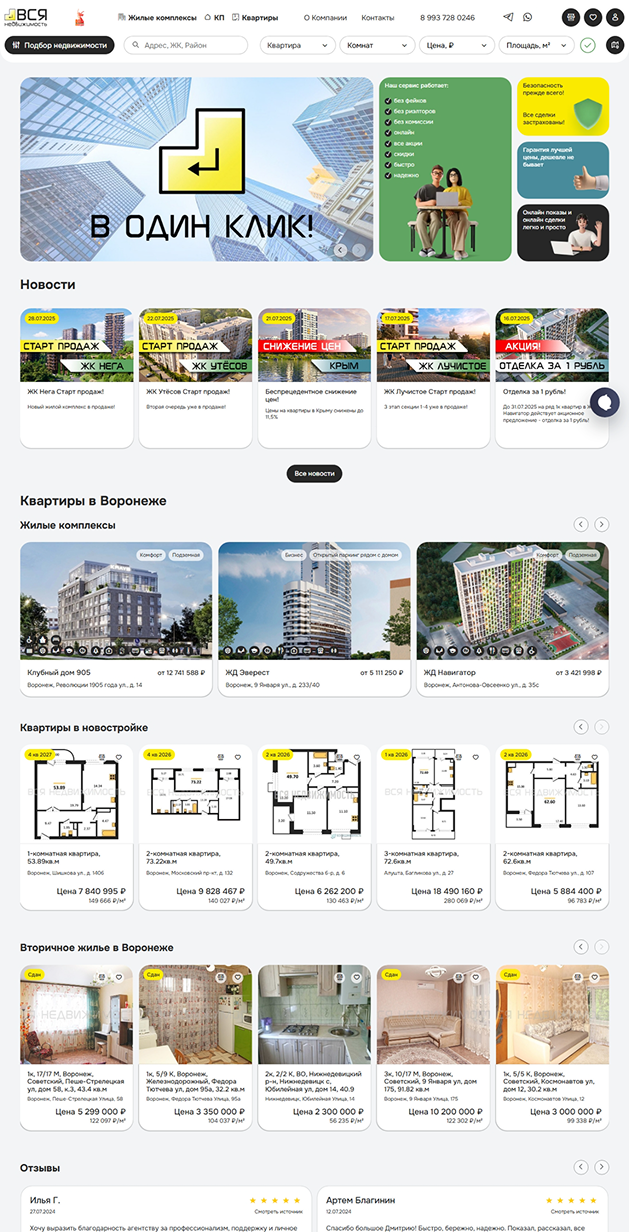 ВСЯ
недвижимость
Жилые комплексы
КП
Квартиры
О Компании
Контакты
8 993 728 0246
Подбор недвижимости
Адрес, ЖК, Район
Квартира
Комнат
Цена, ₽
Площадь, м²
В ОДИН КЛИК!
Наш сервис работает:
без фейков
без риэлторов
без комиссии
онлайн
все акции
скидки
быстро
надежно
Безопасность
прежде всего!
Все сделки
застрахованы!
Гарантия лучшей
цены, дешевле не
бывает
Онлайн показы и
онлайн сделки
легко и просто
Новости
28.07.2025
СТАРТ ПРОДАЖ
ЖК НЕГА
ЖК Нега Старт продаж!
Новый жилой комплекс в продаже!
22.07.2025
СТАРТ ПРОДАЖ
ЖК УТЁСОВ
ЖК Утёсов Старт продаж!
Вторая очередь уже в продаже!
21.07.2025
СНИЖЕНИЕ ЦЕН
КРЫМ
Беспрецедентное снижение
цен!
Цены на квартиры в Крыму снижены до
11,5%
17.07.2025
СТАРТ ПРОДАЖ
ЖК ЛУЧИСТОЕ
ЖК Лучистое Старт продаж!
3 этап секции 1-4 уже в продаже!
16.07.2025
АКЦИЯ!
ОТДЕЛКА ЗА 1 РУБЛЬ
Отделка за 1 рубль!
До 31.07.2025 на ряд 1к квартир в
Навигатор действует акционное
предложение - отделка за 1 рубль!
Все новости
Квартиры в Воронеже
Жилые комплексы
Комфорт
Подземная
Клубный дом 905
от 12 741 588 ₽
Воронеж, Революции 1905 года ул., д. 14
Бизнес
Открытый паркинг рядом с домом
ЖД Эверест
от 5 111 250 ₽
Воронеж, 9 Января ул., д. 233/40
Комфорт
Подземная
ЖД Навигатор
от 3 421 998 ₽
Воронеж, Антонова-Овсеенко ул., д. 35с
Квартиры в новостройке
4 кв 2027
53.89
1-комнатная квартира,
53.89кв.м
Воронеж, Шишкова ул., д. 140б
Цена 7 840 995 ₽
149 666 ₽/м²
4 кв 2026
73.22
2-комнатная квартира,
73.22кв.м
Воронеж, Московский пр-кт, д. 132
Цена 9 828 467 ₽
140 027 ₽/м²
2 кв 2026
49.70
ВСЯ НЕДВИЖИМОСТЬ
2-комнатная квартира,
49.7кв.м
Воронеж, Содружества б-р, д. 6
Цена 6 262 200 ₽
130 463 ₽/м²
1 кв 2026
ВСЯ НЕДВИЖИМОСТЬ
3-комнатная квартира,
72.6кв.м
Алушта, Багликова ул., д. 27
Цена 18 490 160 ₽
280 069 ₽/м²
2 кв 2026
62.60
2-комнатная квартира,
62.6кв.м
Воронеж, Федора Тютчева ул., д. 107
Цена 5 884 400 ₽
96 783 ₽/м²
Вторичное жилье в Воронеже
Сдан
1к, 17/17 М, Воронеж,
Советский, Пеше-Стрелецкая
ул, дом 58, к.3, 43.4 кв.м
Воронеж, Пеше-Стрелецкая Улица, 58
Цена 5 299 000 ₽
122 097 ₽/м²
Сдан
1к, 5/9 К, Воронеж,
Железнодорожный, Федора
Тютчева ул, дом 95а, 32.2 кв.м
Воронеж, Федора Тютчева Улица, 95а
Цена 3 350 000 ₽
104 037 ₽/м²
2к, 2/2 К, ВО, Нижнедевицкий
р-н, Нижнедевицк с,
Юбилейная ул, дом 14, 40.9
Нижнедевицк, Юбилейная Улица, 14
Цена 2 300 000 ₽
56 235 ₽/м²
3к, 10/17 М, Воронеж,
Советский, 9 Января ул, дом
175, 91.82 кв.м
Воронеж, 9 Января Улица, 175
Цена 10 200 000 ₽
122 302 ₽/м²
Сдан
1к, 5/5 К, Воронеж,
Советский, Космонавтов ул,
дом 12, 30.2 кв.м
Воронеж, Космонавтов Улица, 12
Цена 3 000 000 ₽
99 338 ₽/м²
Отзывы
Илья Г.
27.07.2024
Смотреть источник
Хочу выразить благодарность агентству за профессионализм, поддержку и личное
Артем Благинин
12.07.2024
Смотреть источник
Спасибо большое Дмитрию! Быстро, бережно, надежно. Показал, рассказал, все